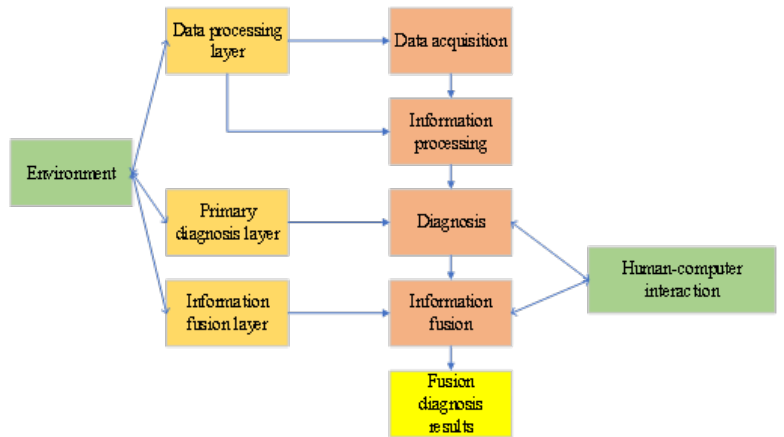 Data processing
layer
Data acquisition
Information
processing
Environment
Primary
diagnosis layer
Diagnosis
Human-computer
interaction
Information
fusion layer
Information
fusion
Fusion
diagnosis
results